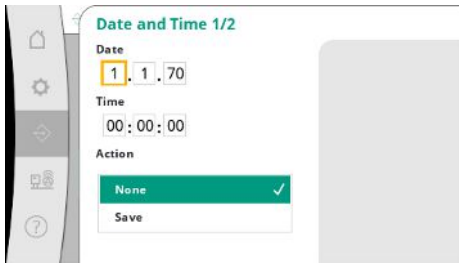 Date and Time 1/2
Date
1 . 1 . 70
Time
00 : 00 : 00
Action
None
Save